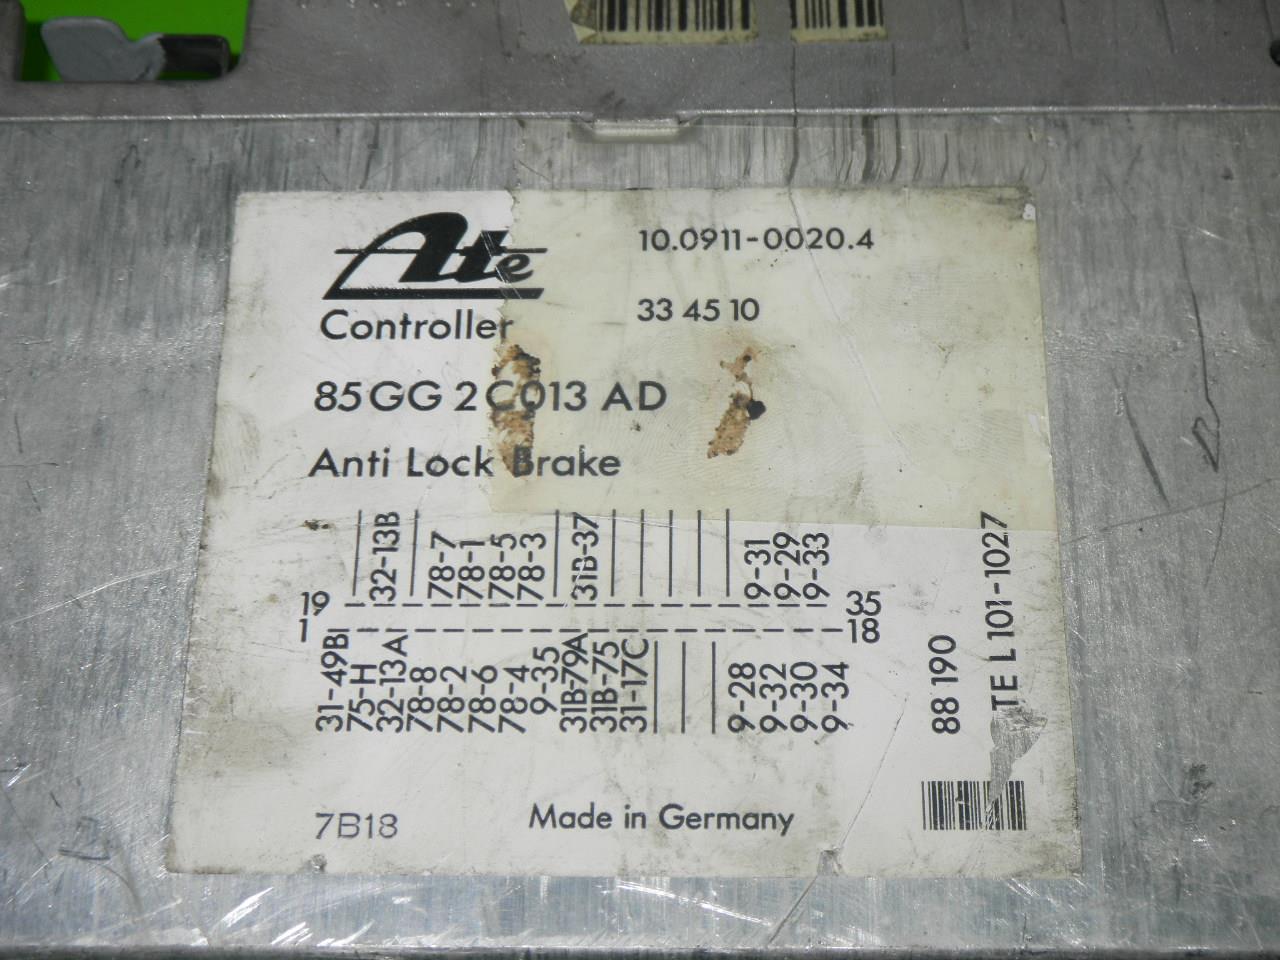 Ate
10.0911-0020.4
Controller
33 45 10
85GG 2C013 AD
Anti Lock Brake
32-13B 78-7 78-1 78-5 78-3 31B-37 9-31 9-29 9-33
19 35
1 18
31-49B 75-H 32-13A 78-8 78-2 78-6 78-4 9-35 31B-79A 31B-75 31-17C 9-28 9-32 9-30 9-34
88 190
TE L 101-1027
7B18
Made in Germany